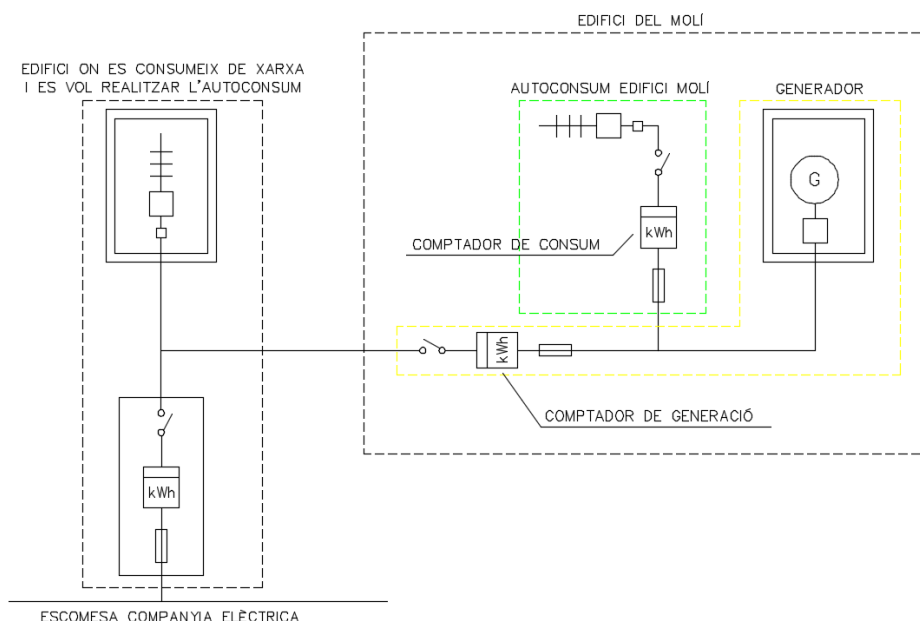 EDIFICI DEL MOLÍ
EDIFICI ON ES CONSUMEIX DE XARXA
I ES VOL REALITZAR L'AUTOCONSUM
AUTOCONSUM EDIFICI MOLÍ
GENERADOR
G
kWh
COMPTADOR DE CONSUM
kWh
COMPTADOR DE GENERACIÓ
kWh
ESCOMESA COMPANYIA ELÈCTRICA